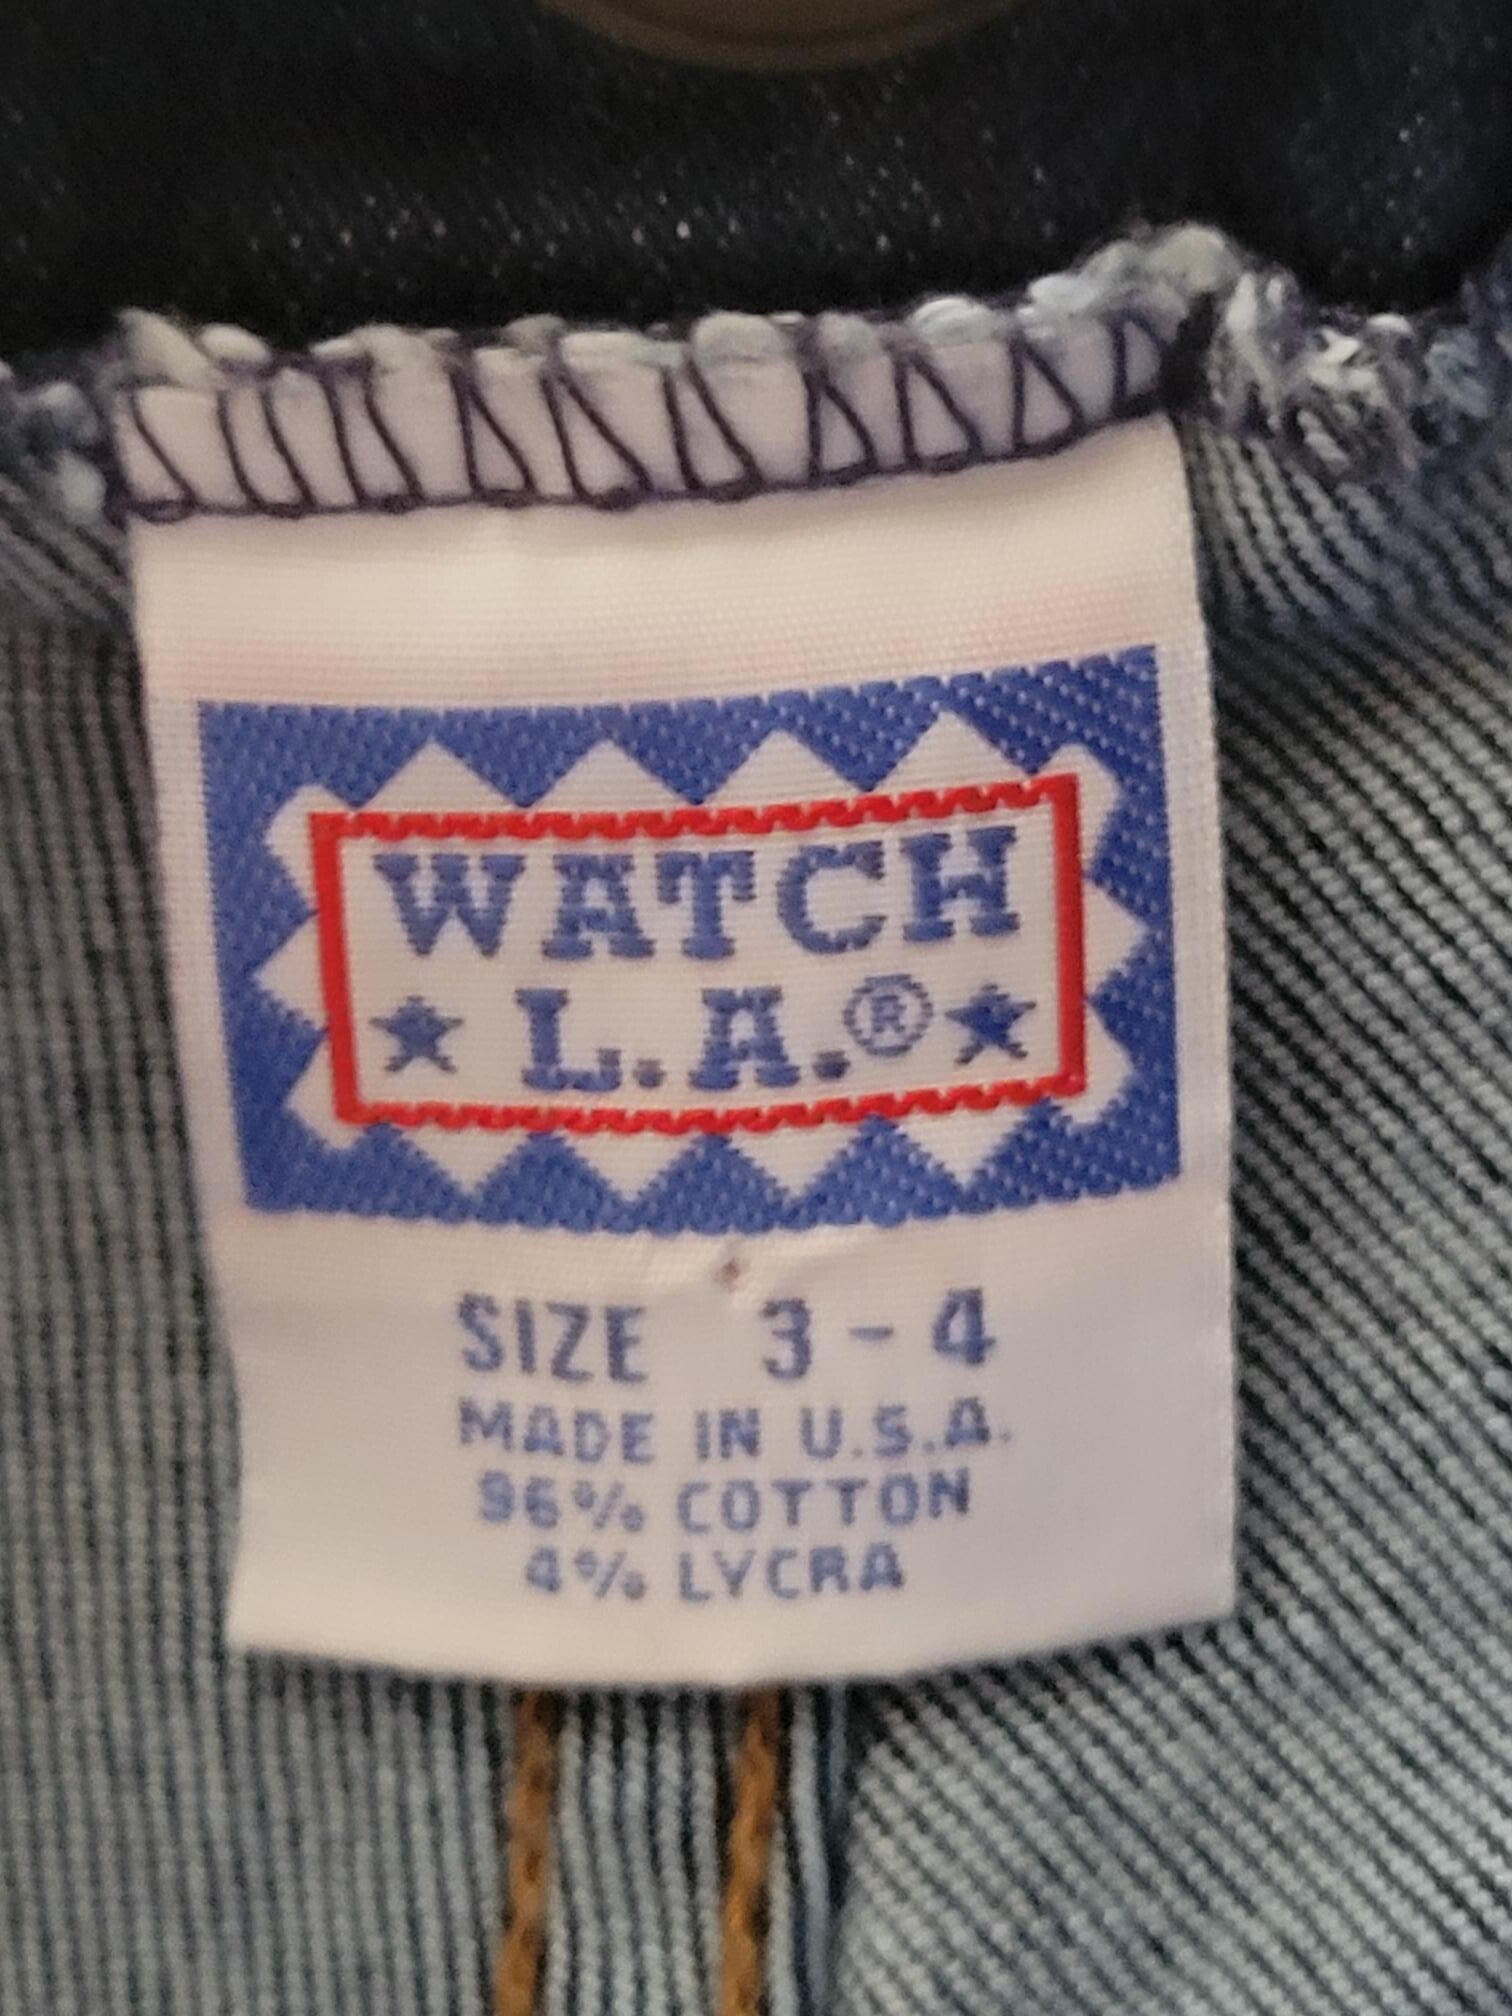 WATCH
★ L.A.® ★
SIZE 3-4
MADE IN U.S.A.
96% COTTON
4% LYCRA